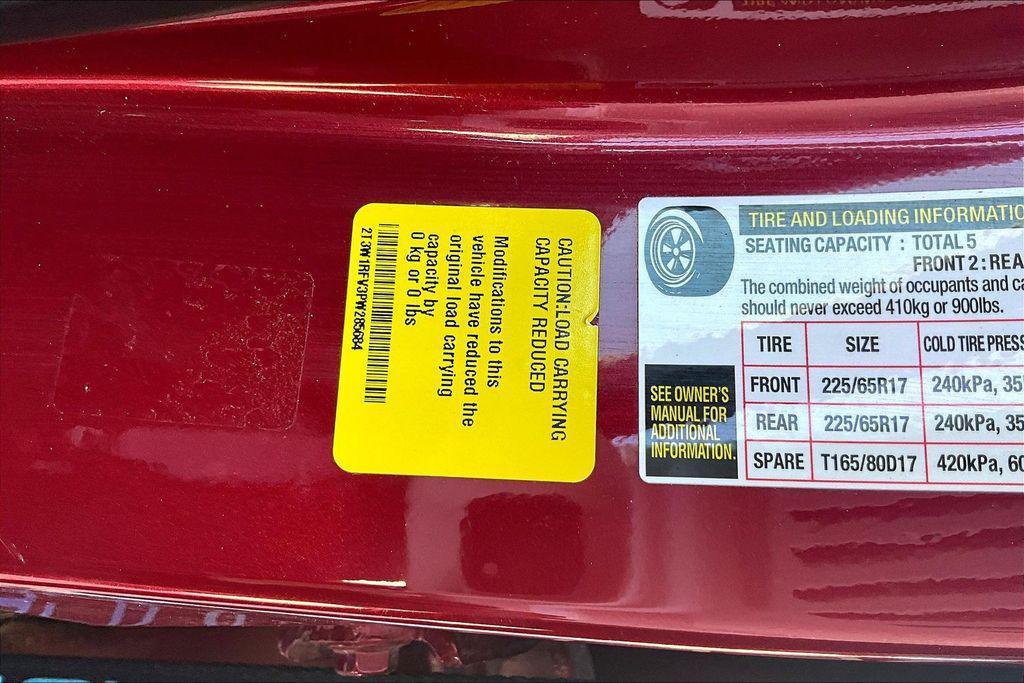 CAUTION:LOAD CARRYING
CAPACITY REDUCED
Modifications to this
vehicle have reduced the
original load carrying
capacity by
0 kg or 0 lbs
2T3W1RFV3PW285684
TIRE AND LOADING INFORMATIO
SEATING CAPACITY : TOTAL 5
FRONT 2 : REA
The combined weight of occupants and ca
should never exceed 410kg or 900lbs.
TIRE SIZE COLD TIRE PRESS
FRONT 225/65R17 240kPa, 35
REAR 225/65R17 240kPa, 35
SPARE T165/80D17 420kPa, 60
SEE OWNER'S
MANUAL FOR
ADDITIONAL
INFORMATION.